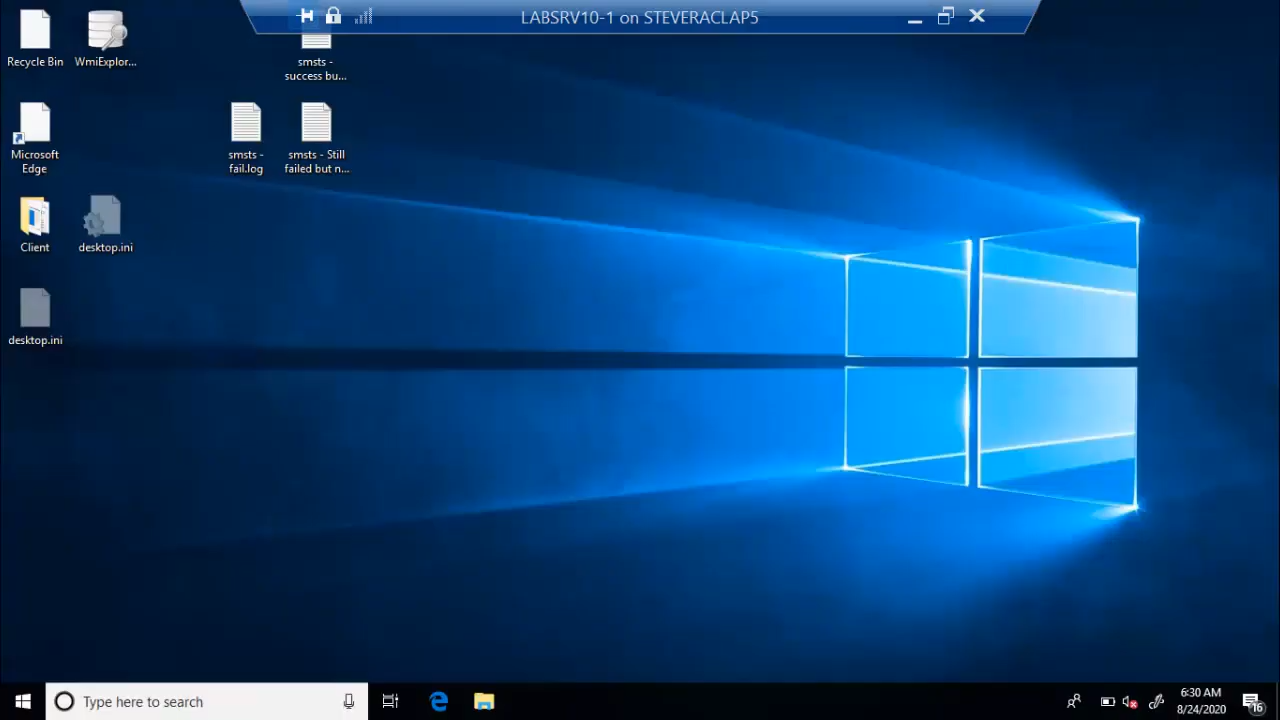 LABSRV10-1 on STEVERACLAP5
Recycle Bin
WmiExplor...
smsts -
success bu...
Microsoft
Edge
smsts -
fail.log
smsts - Still
failed but n...
Client
desktop.ini
desktop.ini
Type here to search
6:30 AM
8/24/2020
16